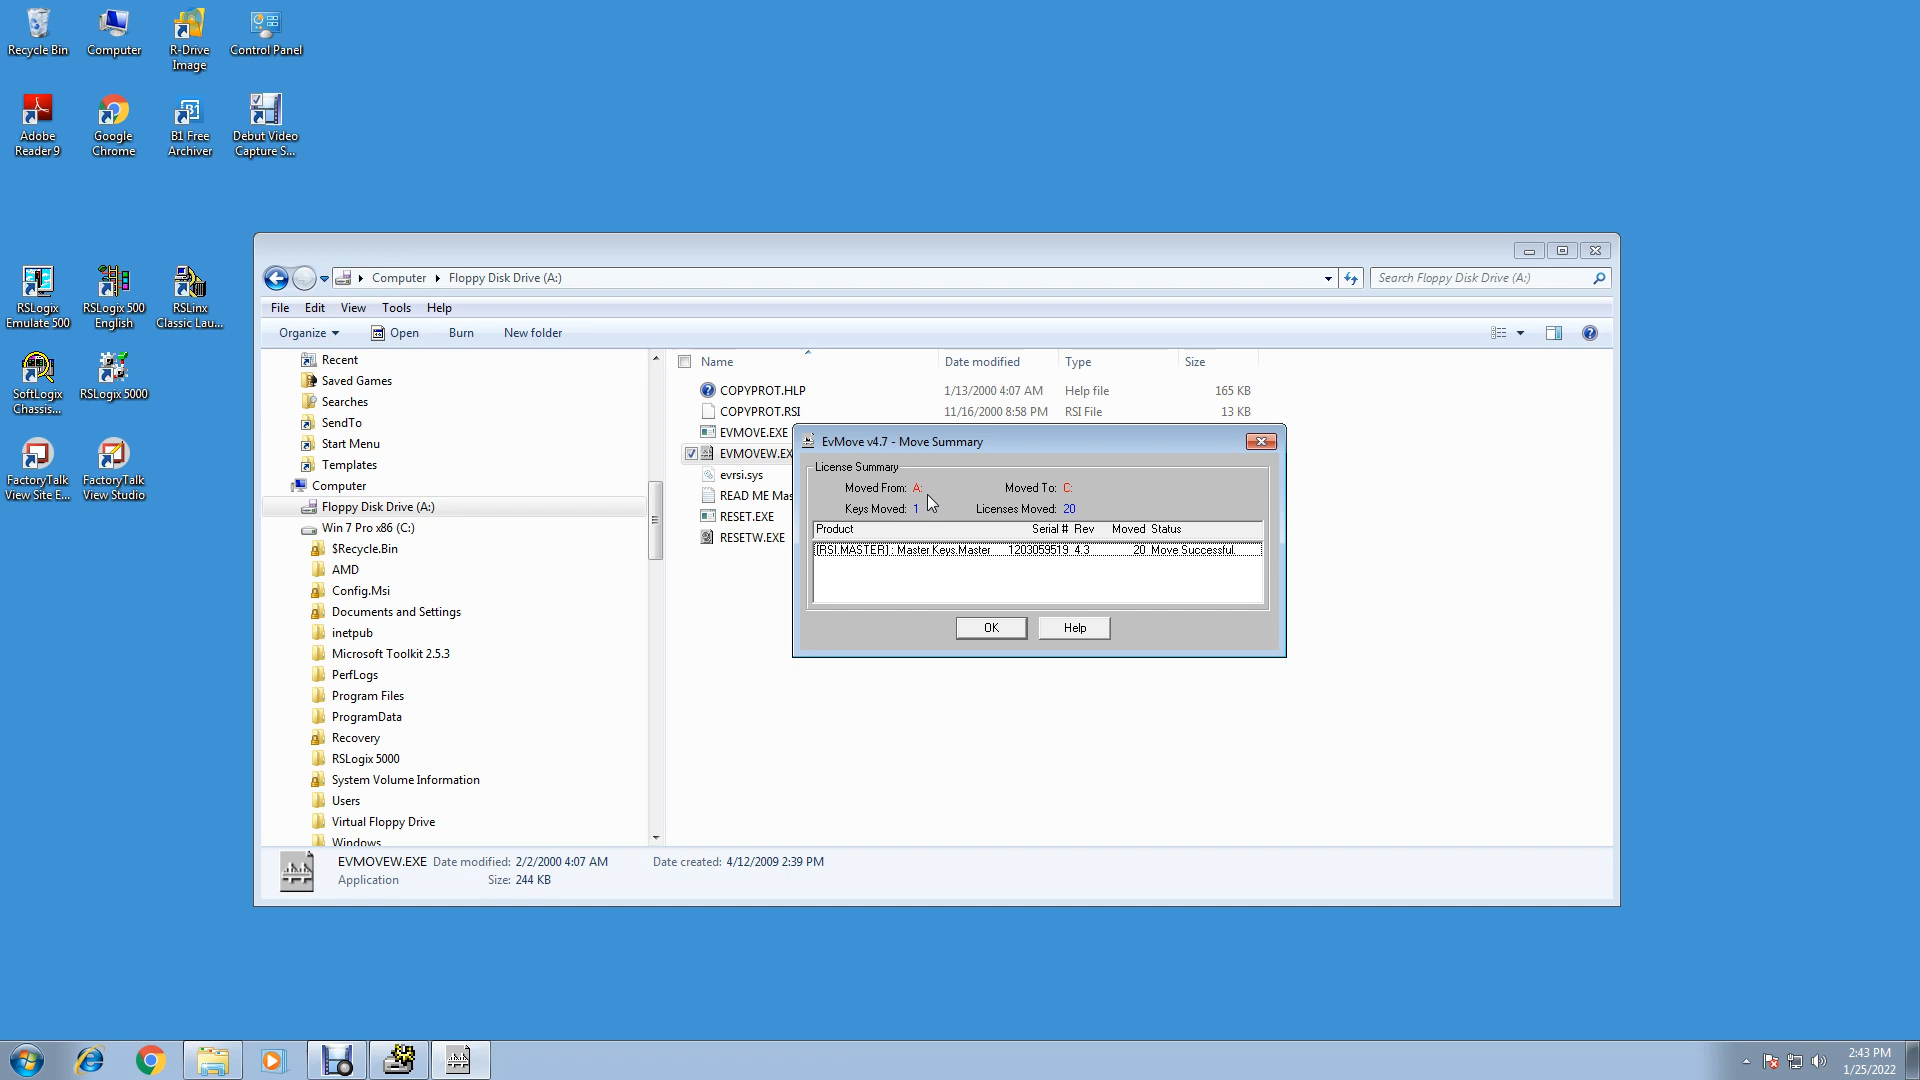 Recycle Bin
Computer
R-Drive
Image
Control Panel
Adobe
Reader 9
Google
Chrome
B1 Free
Archiver
Debut Video
Capture S...
RSLogix
Emulate 500
RSLogix 500
English
RSLinx
Classic Lau...
SoftLogix
Chassis...
RSLogix 5000
FactoryTalk
View Site E...
FactoryTalk
View Studio
Computer
Floppy Disk Drive (A:)
Search Floppy Disk Drive (A:)
File
Edit
View
Tools
Help
Organize
Open
Burn
New folder
Recent
Saved Games
Searches
SendTo
Start Menu
Templates
Computer
Floppy Disk Drive (A:)
Win 7 Pro x86 (C:)
$Recycle.Bin
AMD
Config.Msi
Documents and Settings
inetpub
Microsoft Toolkit 2.5.3
PerfLogs
Program Files
ProgramData
Recovery
RSLogix 5000
System Volume Information
Users
Virtual Floppy Drive
Windows
Name
Date modified
Type
Size
COPYPROT.HLP
1/13/2000 4:07 AM
Help file
165 KB
COPYPROT.RSI
11/16/2000 8:58 PM
RSI File
13 KB
EVMOVE.EXE
EVMOVEW.EX
evrsi.sys
READ ME Mas
RESET.EXE
RESETW.EXE
EvMove v4.7 - Move Summary
License Summary
Moved From: A:
Moved To: C:
Keys Moved: 1
Licenses Moved: 20
Product
Serial #
Rev
Moved
Status
[RSI.MASTER] : Master Keys.Master
1203059519
4.3
20
Move Successful.
OK
Help
EVMOVEW.EXE
Date modified: 2/2/2000 4:07 AM
Date created: 4/12/2009 2:39 PM
Application
Size: 244 KB
2:43 PM
1/25/2022